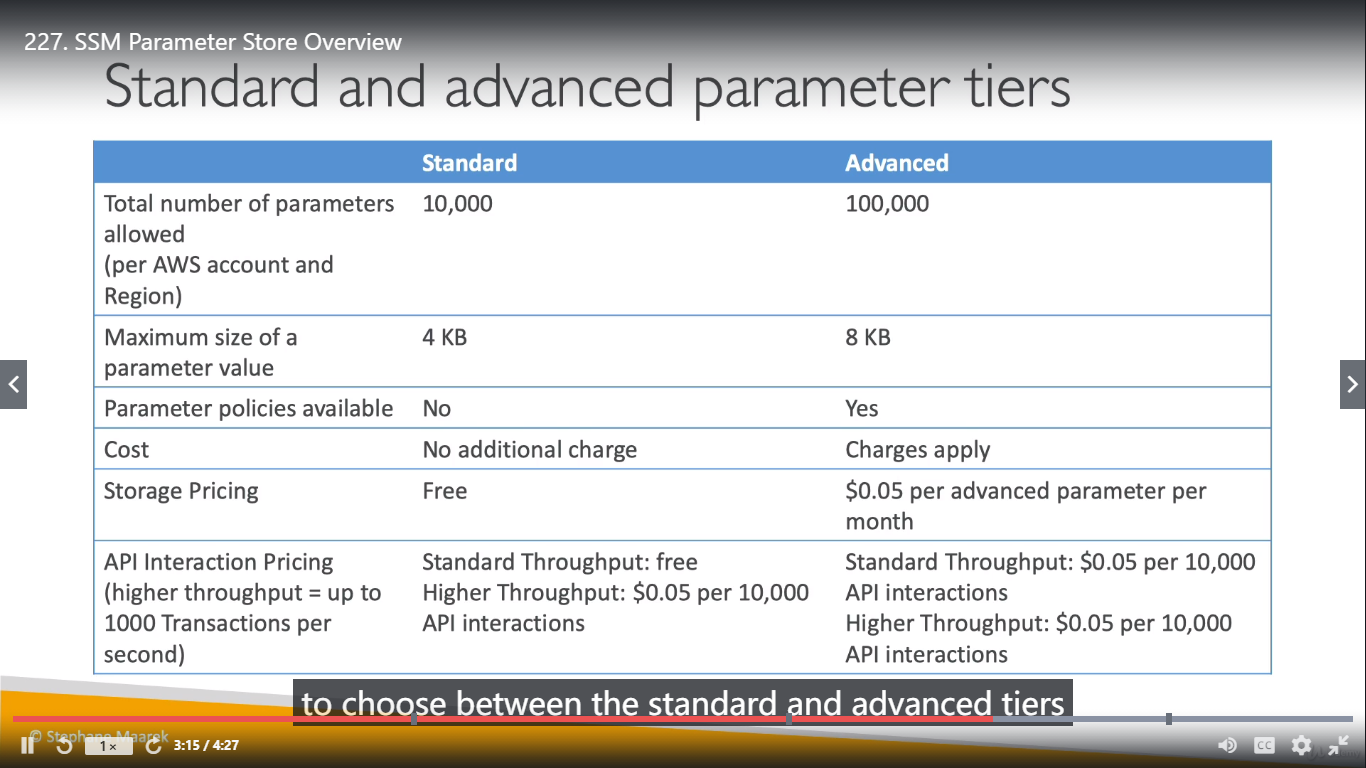 227. SSM Parameter Store Overview
Standard and advanced parameter tiers
Standard Advanced
Total number of parameters 10,000 100,000
allowed
(per AWS account and
Region)
Maximum size of a 4 KB 8 KB
parameter value
Parameter policies available No Yes
Cost No additional charge Charges apply
Storage Pricing Free $0.05 per advanced parameter per
month
API Interaction Pricing Standard Throughput: free Standard Throughput: $0.05 per 10,000
(higher throughput = up to Higher Throughput: $0.05 per 10,000 API interactions
1000 Transactions per API interactions Higher Throughput: $0.05 per 10,000
second) API interactions
to choose between the standard and advanced tiers
© Stephane Maarek
5 1× 3:15 / 4:27 CC